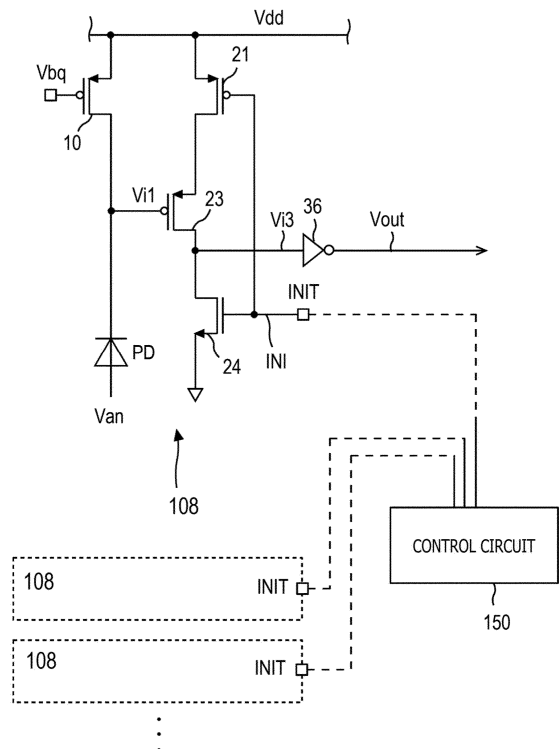 Vdd
Vbq
21
10
Vi1
23
36
Vi3
Vout
INIT
PD
24
INI
Van
108
CONTROL CIRCUIT
108
INIT
150
108
INIT